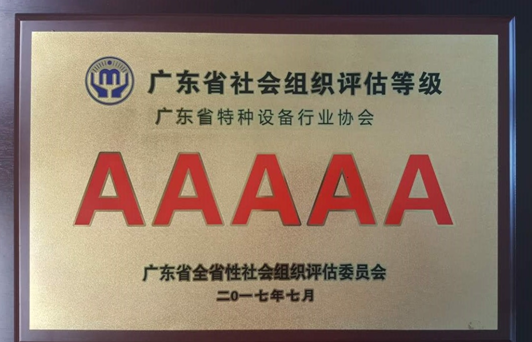 广东省社会组织评估等级
广东省特种设备行业协会
AAAAA
广东省全省性社会组织评估委员会
二0一七年七月